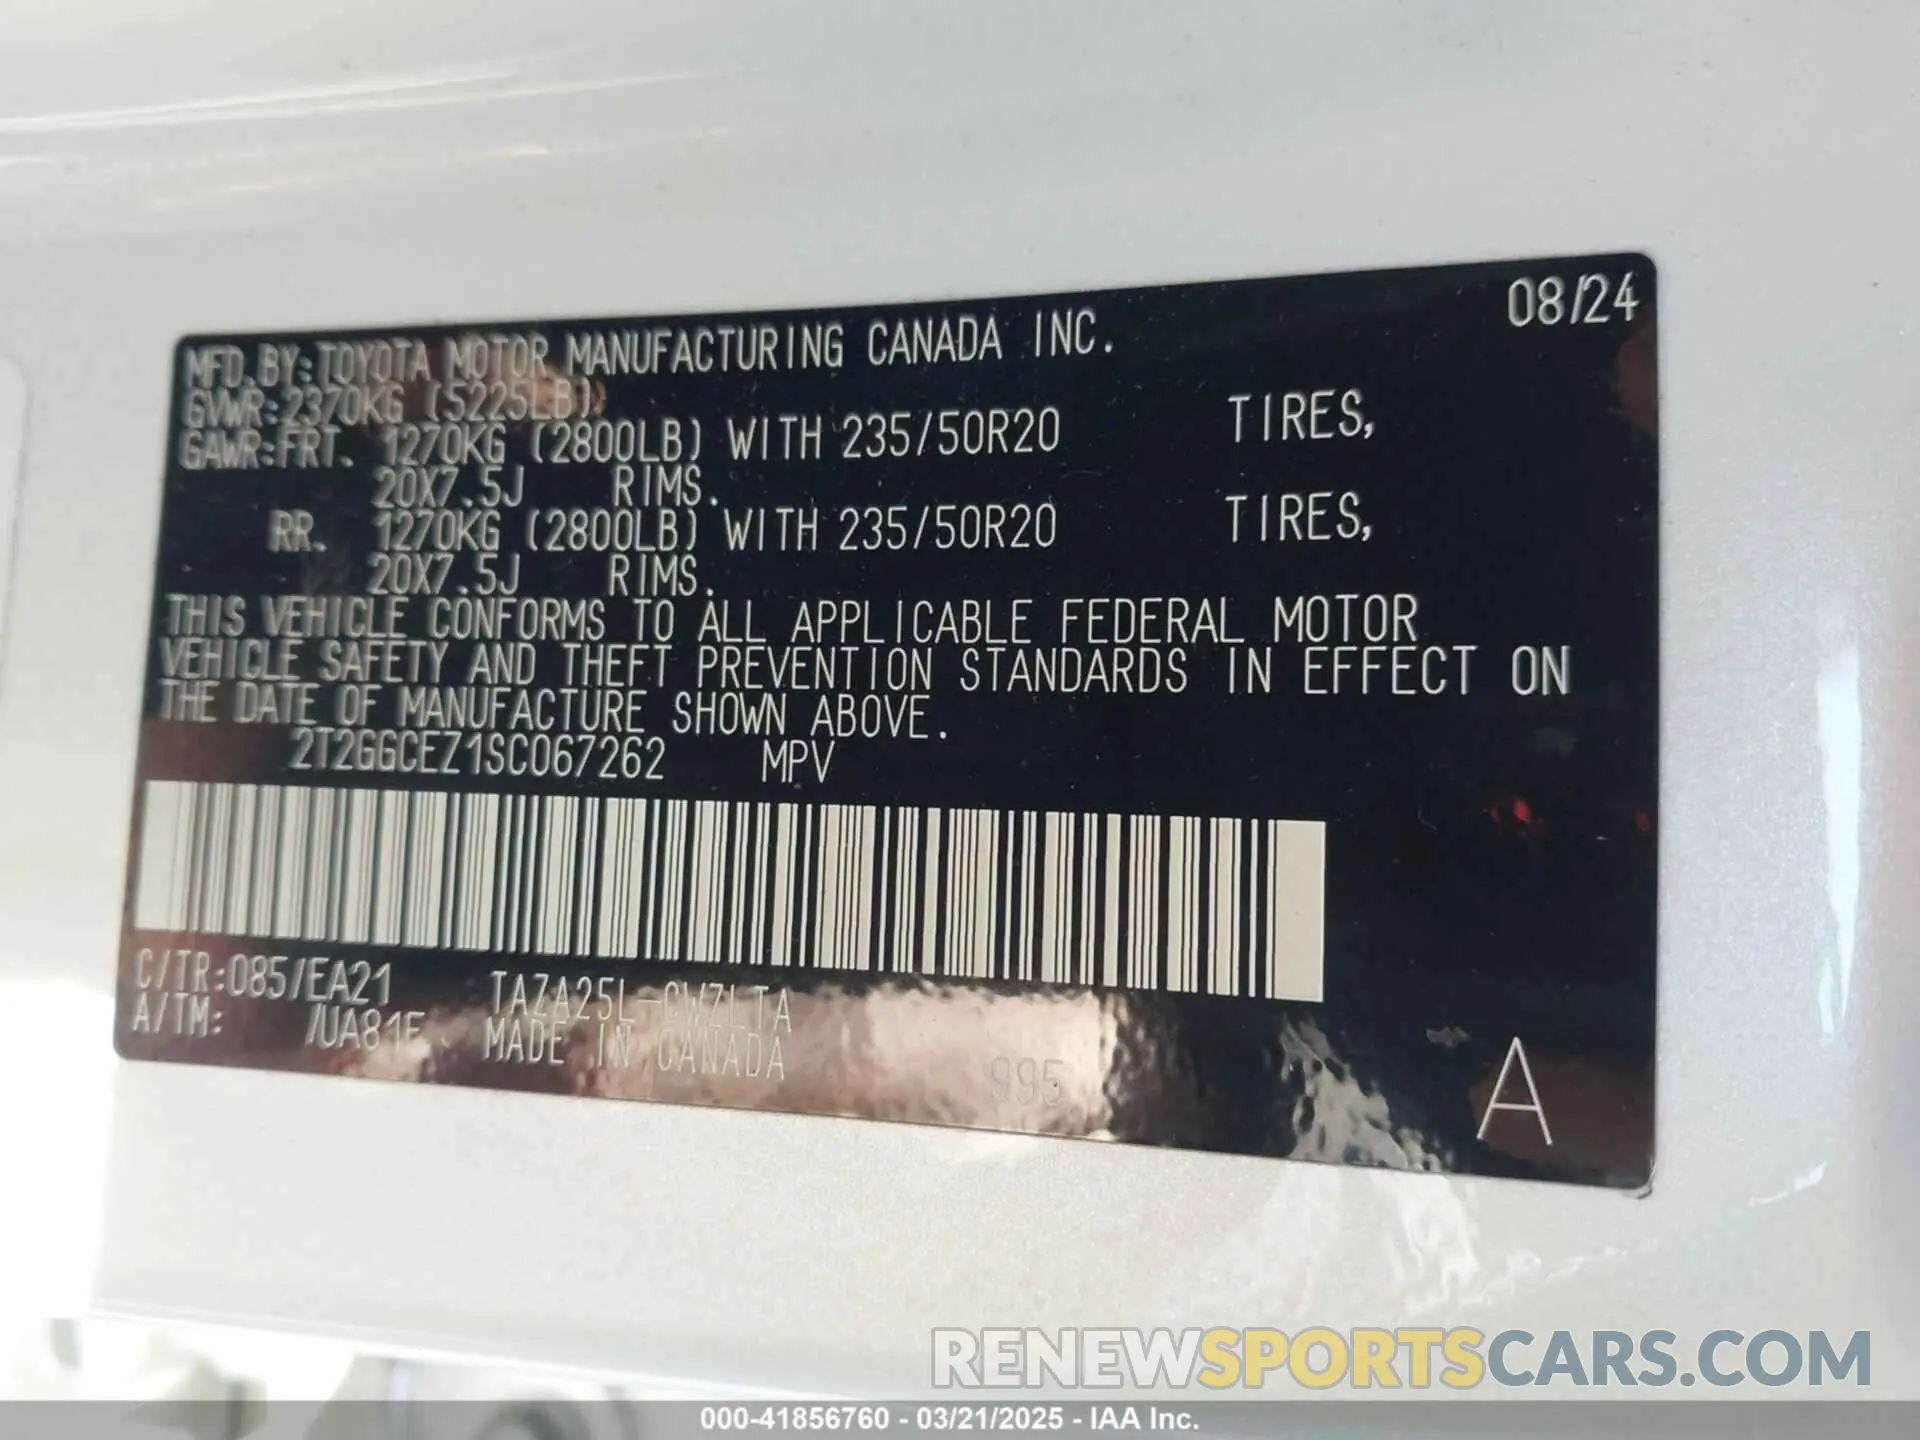 08/24
MFD.BY:TOYOTA MOTOR MANUFACTURING CANADA INC.
GVWR:2370KG (5225LB)
GAWR:FRT. 1270KG (2800LB) WITH 235/50R20 TIRES,
20X7.5J RIMS.
RR. 1270KG (2800LB) WITH 235/50R20 TIRES,
20X7.5J RIMS.
THIS VEHICLE CONFORMS TO ALL APPLICABLE FEDERAL MOTOR
VEHICLE SAFETY AND THEFT PREVENTION STANDARDS IN EFFECT ON
THE DATE OF MANUFACTURE SHOWN ABOVE.
2T2GGCEZ1SC067262 MPV
C/TR:085/EA21 TAZA25L-CWZLTA
A/TM: /UA81F MADE IN CANADA
995
A
RENEWSPORTSCARS.COM
000-41856760 - 03/21/2025 - IAA Inc.